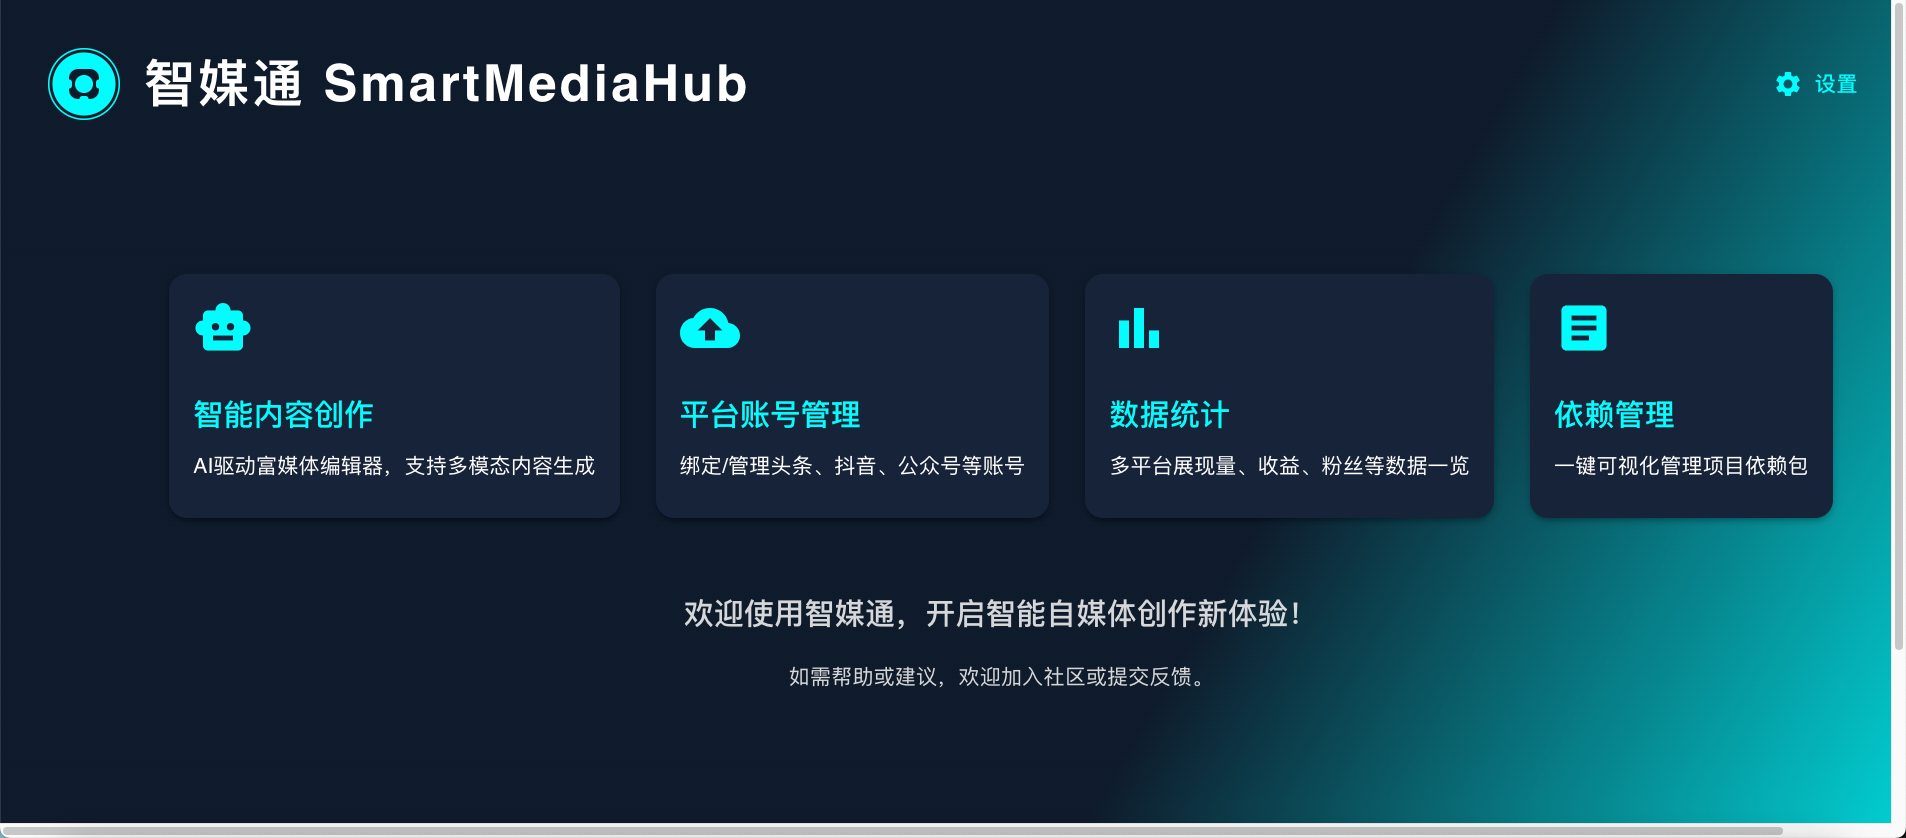 智媒通 SmartMediaHub
设置
智能内容创作
AI驱动富媒体编辑器，支持多模态内容生成
平台账号管理
绑定/管理头条、抖音、公众号等账号
数据统计
多平台展现量、收益、粉丝等数据一览
依赖管理
一键可视化管理项目依赖包
欢迎使用智媒通，开启智能自媒体创作新体验！
如需帮助或建议，欢迎加入社区或提交反馈。